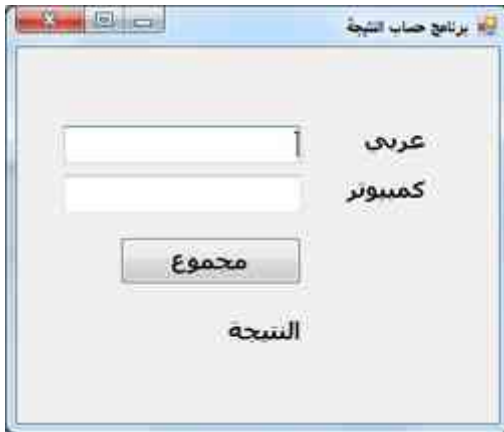 برنامج حساب النتيجة
عربى
كمبيوتر
مجموع
النتيجة